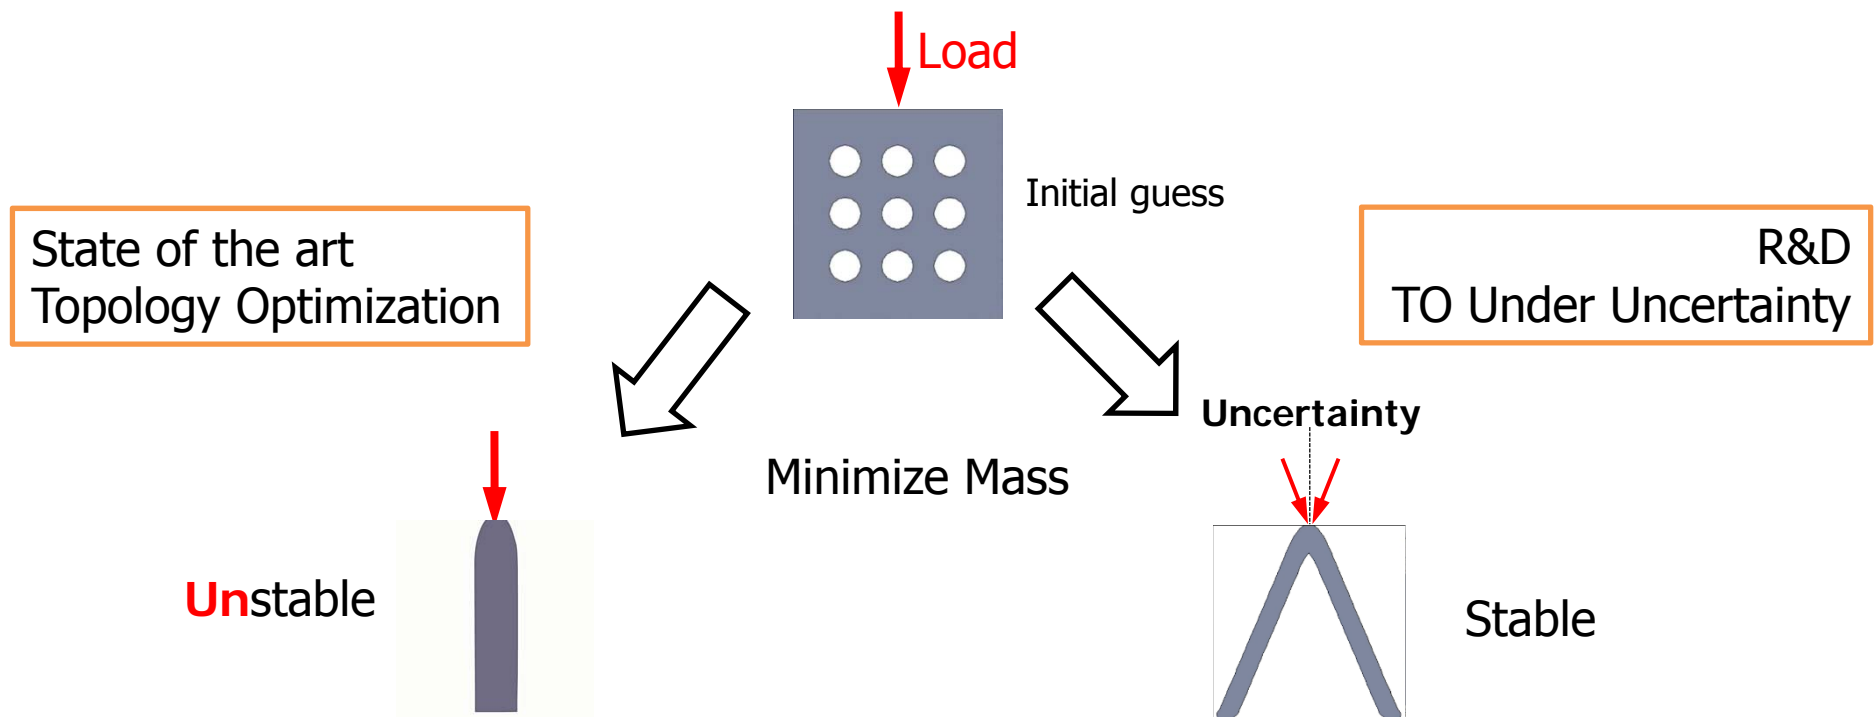 Load
Initial guess
State of the art
Topology Optimization
R&D
TO Under Uncertainty
Uncertainty
Minimize Mass
Unstable
Stable